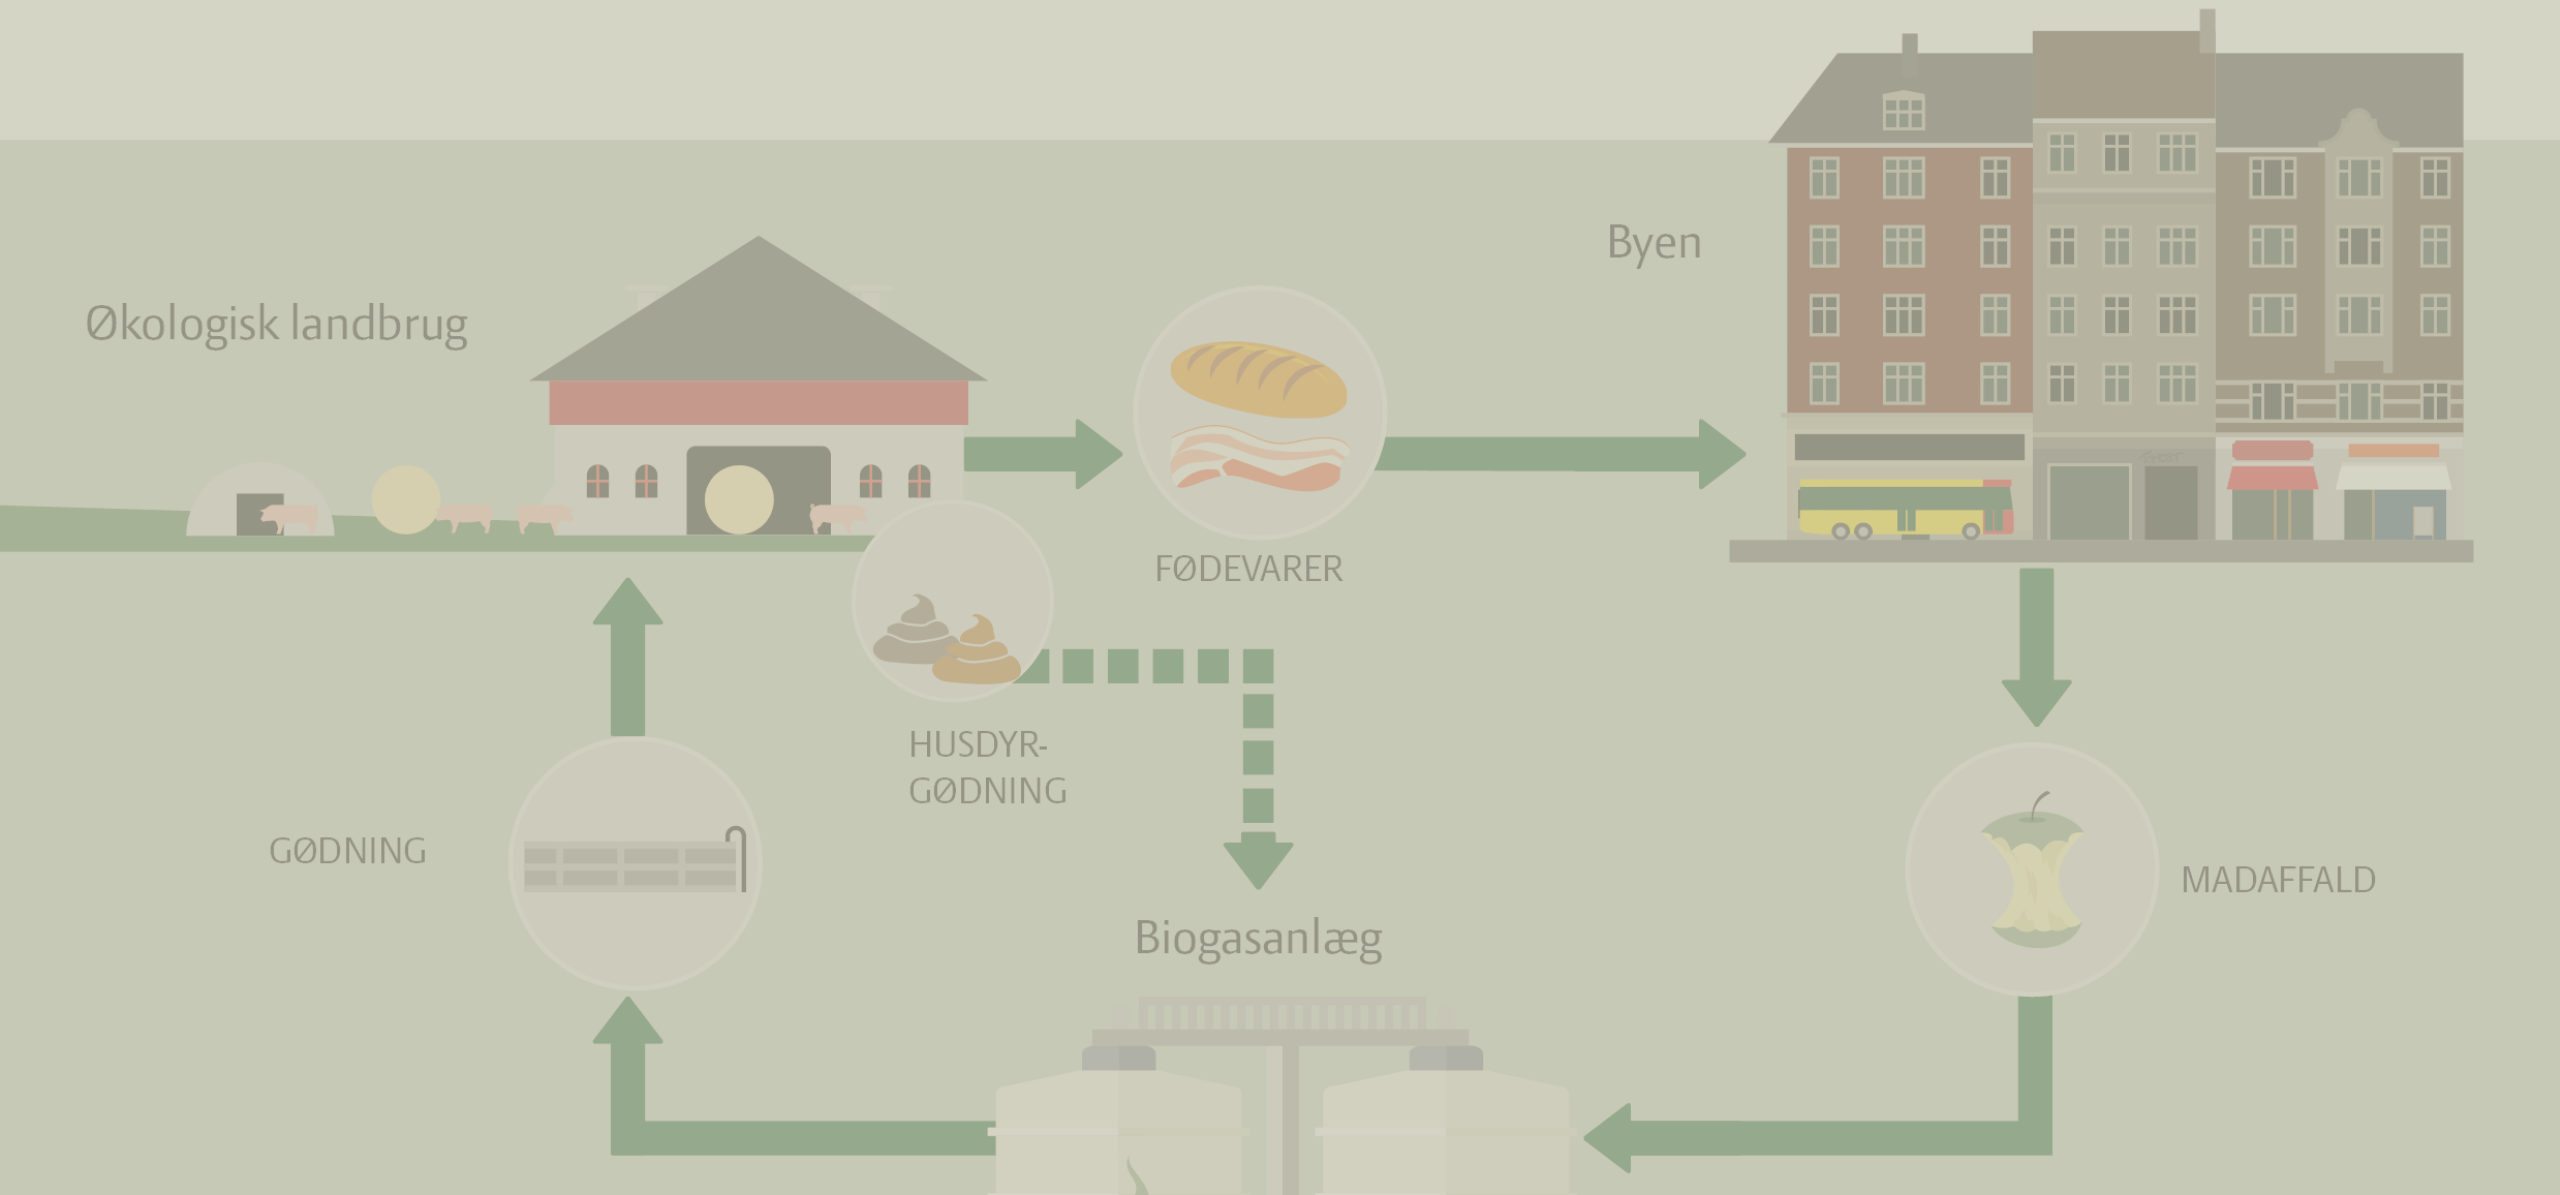 Byen
Økologisk landbrug
FØDEVARER
HUSDYR-
GØDNING
GØDNING
MADAFFALD
Biogasanlæg